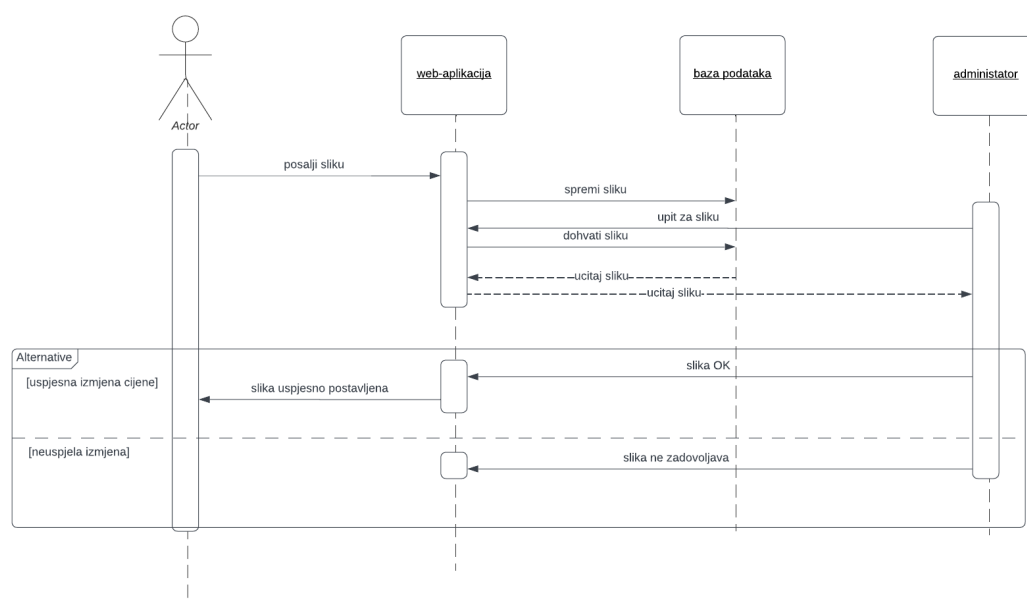 web-aplikacija
baza podataka
administator
Actor
posalji sliku
spremi sliku
upit za sliku
dohvati sliku
ucitaj sliku
ucitaj sliku
Alternative
[uspjesna izmjena cijene]
slika OK
slika uspjesno postavljena
[neuspjela izmjena]
slika ne zadovoljava